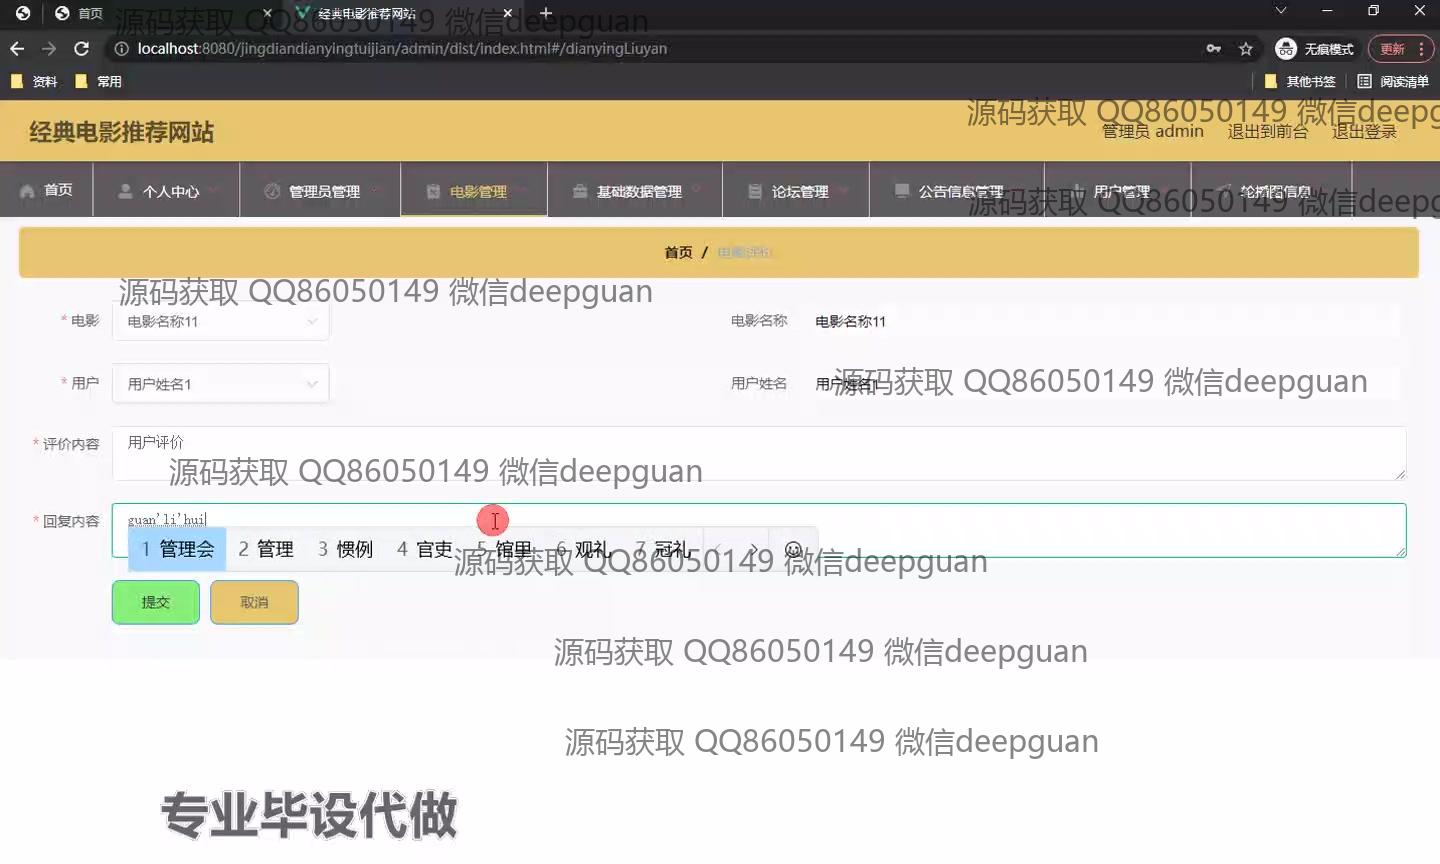 首页
经典电影推荐网站
源码获取 QQ86050149 微信deepguan
localhost:8080/jingdiandianyingtuijian/admin/dist/index.html#/dianyingLiuyan
无痕模式
更新
资料
常用
其他书签
阅读清单
经典电影推荐网站
源码获取 QQ86050149 微信deepg
管理员 admin
退出到前台
退出登录
首页
个人中心
管理员管理
电影管理
基础数据管理
论坛管理
公告信息管理
用户管理
轮播图信息
源码获取 QQ86050149 微信deepg
首页 /
源码获取 QQ86050149 微信deepguan
* 电影
电影名称11
电影名称
电影名称11
* 用户
用户姓名1
用户姓名
用户姓名1
源码获取 QQ86050149 微信deepguan
* 评价内容
用户评价
源码获取 QQ86050149 微信deepguan
* 回复内容
guan'li'hui
1 管理会 2 管理 3 惯例 4 官吏 5 馆里 6 观礼 7 冠礼
源码获取 QQ86050149 微信deepguan
提交
取消
源码获取 QQ86050149 微信deepguan
源码获取 QQ86050149 微信deepguan
专业毕设代做